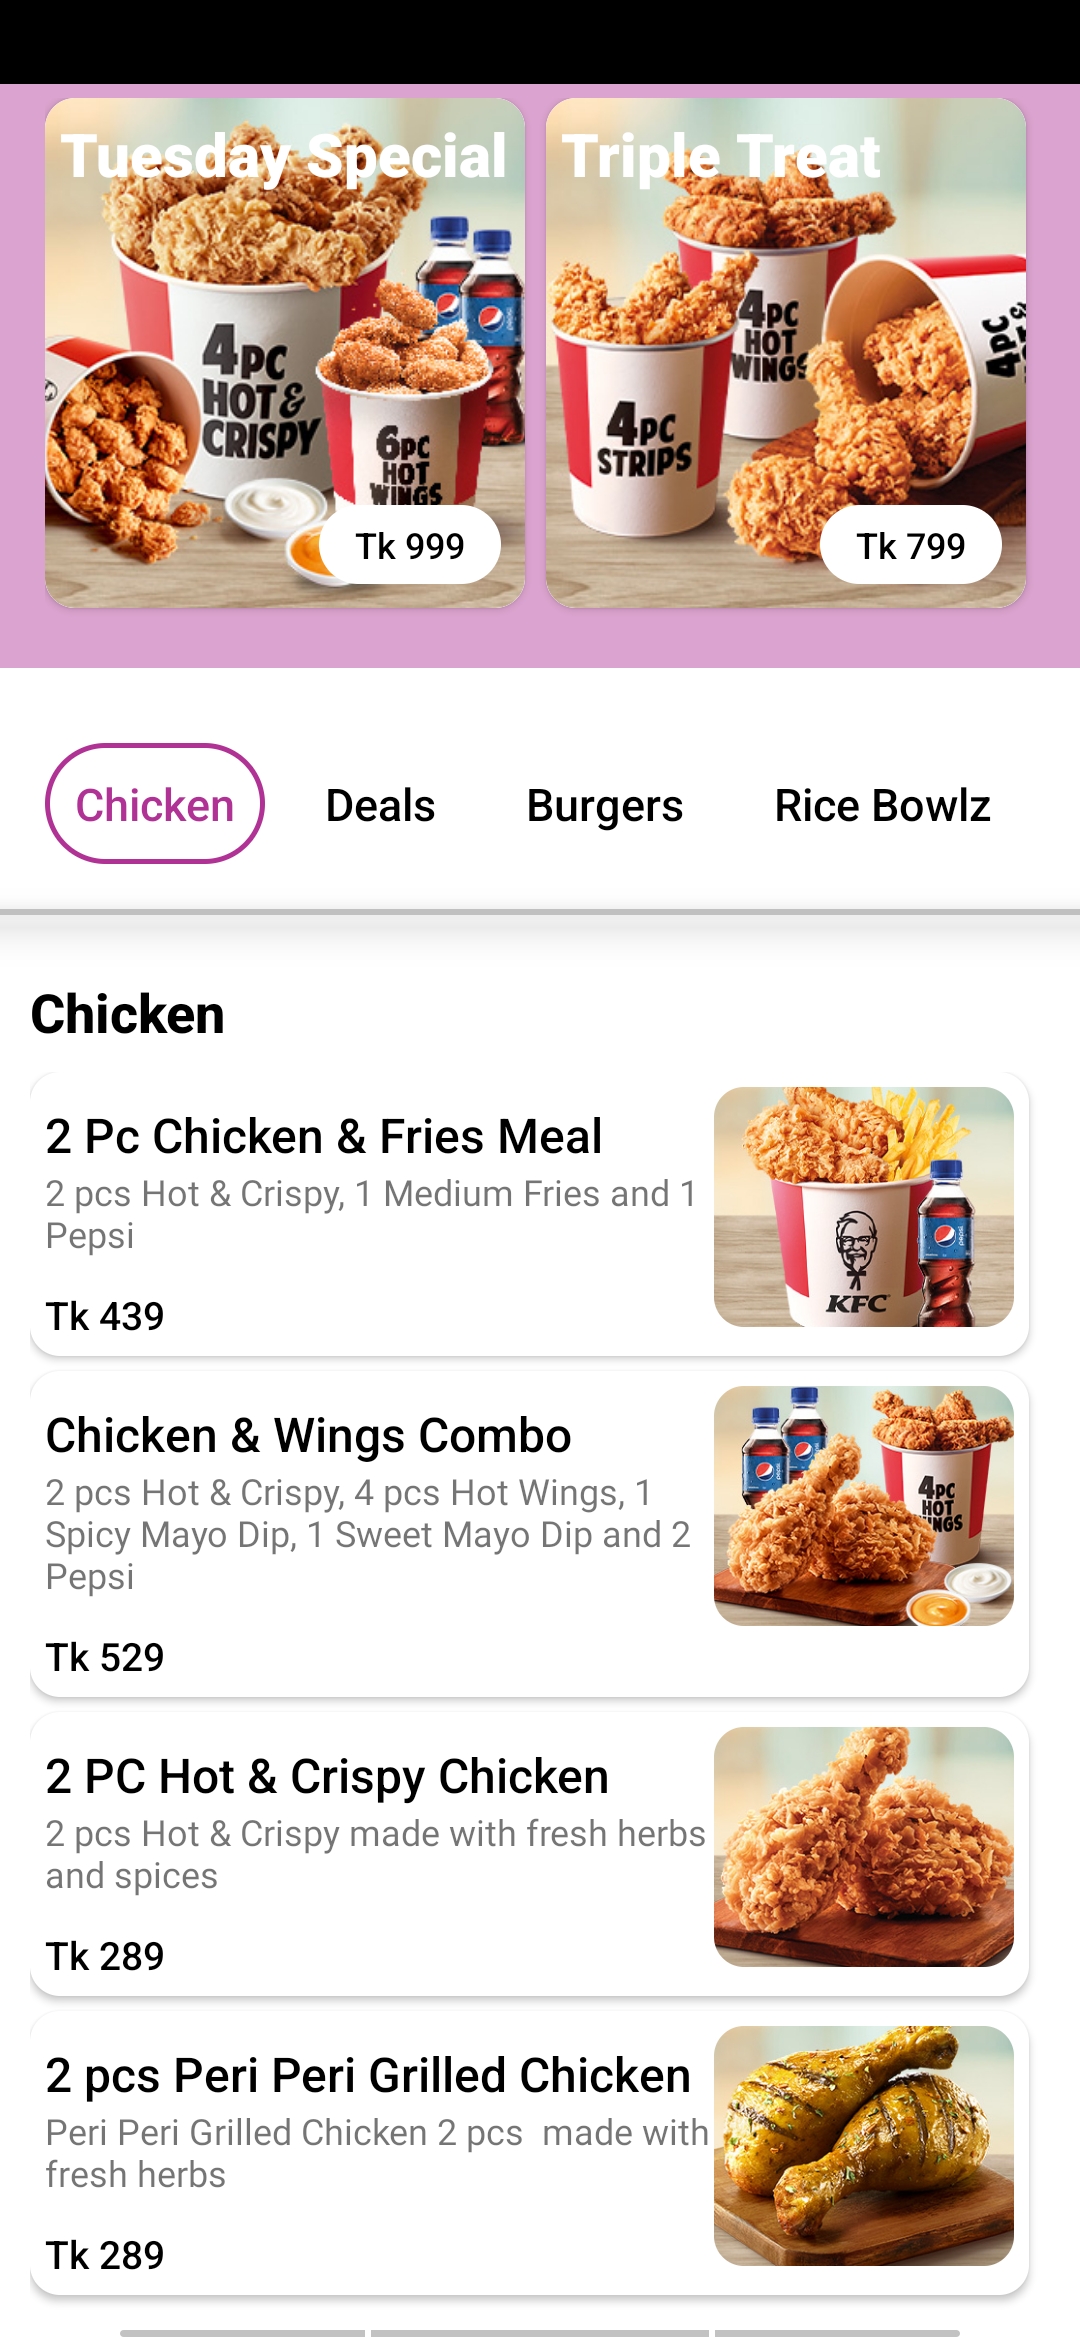 Tuesday Special
4PC
HOT &
CRISPY
6PC
HOT
WINGS
Tk 999
Triple Treat
4PC
HOT
WINGS
4PC
STRIPS
4PC
Tk 799
Chicken
Deals
Burgers
Rice Bowlz
Chicken
2 Pc Chicken & Fries Meal
2 pcs Hot & Crispy, 1 Medium Fries and 1
Pepsi
Tk 439
KFC
pepsi
Chicken & Wings Combo
2 pcs Hot & Crispy, 4 pcs Hot Wings, 1
Spicy Mayo Dip, 1 Sweet Mayo Dip and 2
Pepsi
Tk 529
4PC
HOT
2 PC Hot & Crispy Chicken
2 pcs Hot & Crispy made with fresh herbs
and spices
Tk 289
2 pcs Peri Peri Grilled Chicken
Peri Peri Grilled Chicken 2 pcs  made with
fresh herbs
Tk 289